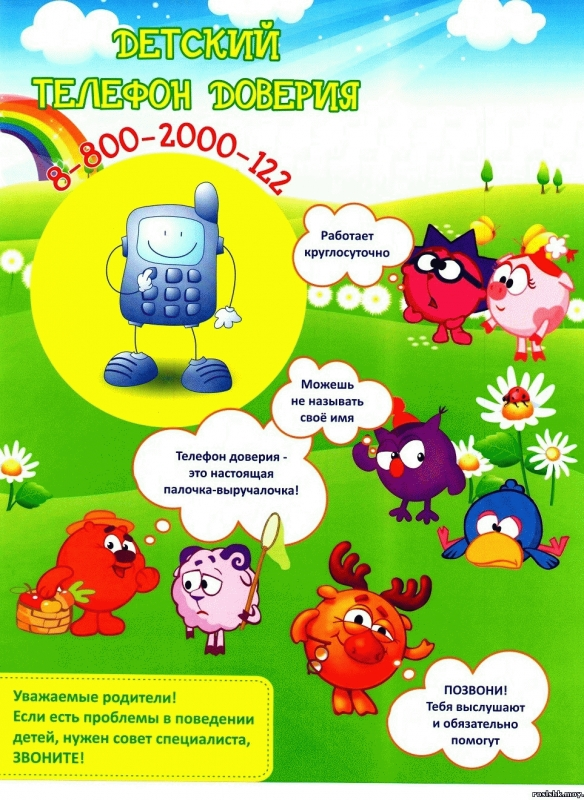 ДЕТСКИЙ
ТЕЛЕФОН ДОВЕРИЯ
8-800-2000-122
Работает
круглосуточно
Можешь
не называть
своё имя
Телефон доверия -
это настоящая
палочка-выручалочка!
ПОЗВОНИ!
Тебя выслушают
и обязательно
помогут
Уважаемые родители!
Если есть проблемы в поведении
детей, нужен совет специалиста,
ЗВОНИТЕ!
roslshk.moy.